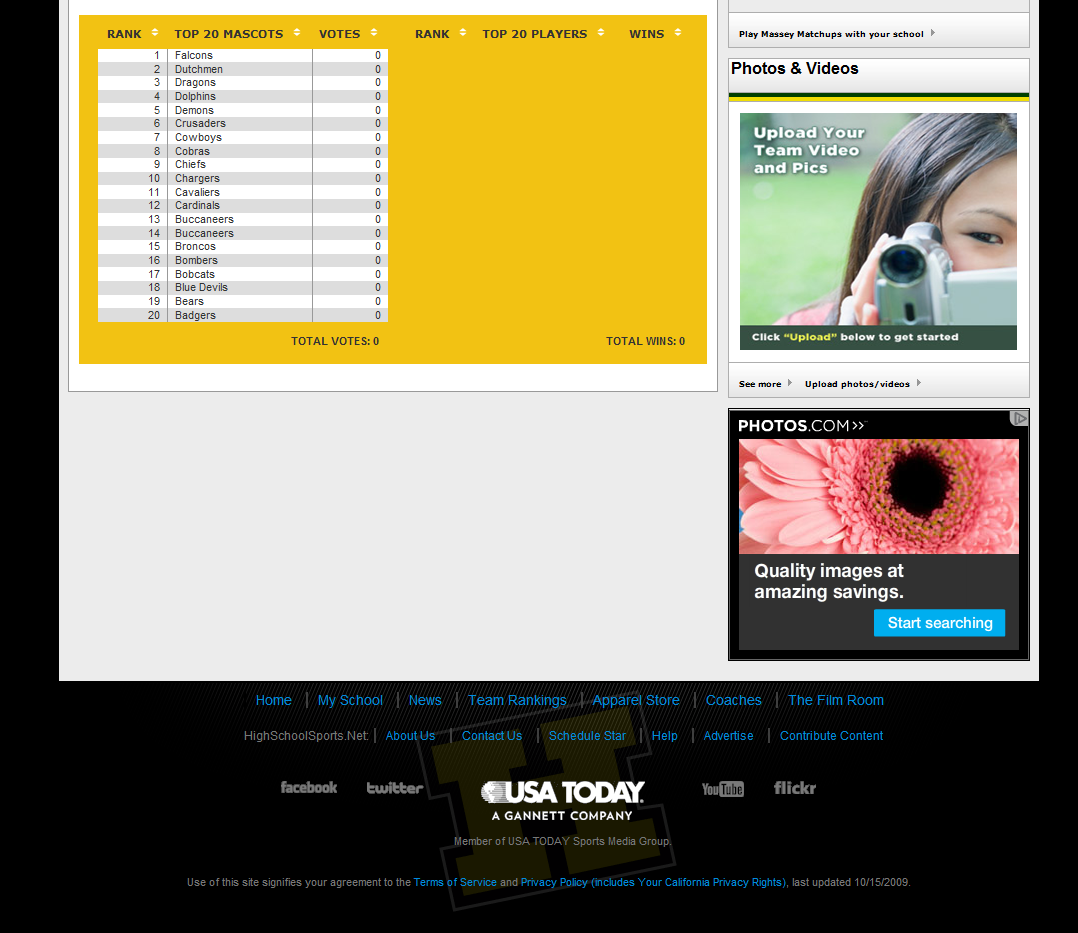 RANK TOP 20 MASCOTS VOTES RANK TOP 20 PLAYERS WINS
1 Falcons 0
2 Dutchmen 0
3 Dragons 0
4 Dolphins 0
5 Demons 0
6 Crusaders 0
7 Cowboys 0
8 Cobras 0
9 Chiefs 0
10 Chargers 0
11 Cavaliers 0
12 Cardinals 0
13 Buccaneers 0
14 Buccaneers 0
15 Broncos 0
16 Bombers 0
17 Bobcats 0
18 Blue Devils 0
19 Bears 0
20 Badgers 0
TOTAL VOTES: 0 TOTAL WINS: 0
Play Massey Matchups with your school
Photos & Videos
Upload Your
Team Video
and Pics
Click “Upload” below to get started
See more Upload photos/videos
PHOTOS.COM»
Quality images at
amazing savings.
Start searching
Home | My School | News | Team Rankings | Apparel Store | Coaches | The Film Room
HighSchoolSports.Net: | About Us | Contact Us | Schedule Star | Help | Advertise | Contribute Content
facebook twitter USA TODAY. YouTube flickr
A GANNETT COMPANY
Member of USA TODAY Sports Media Group.
H
Use of this site signifies your agreement to the Terms of Service and Privacy Policy (includes Your California Privacy Rights), last updated 10/15/2009.